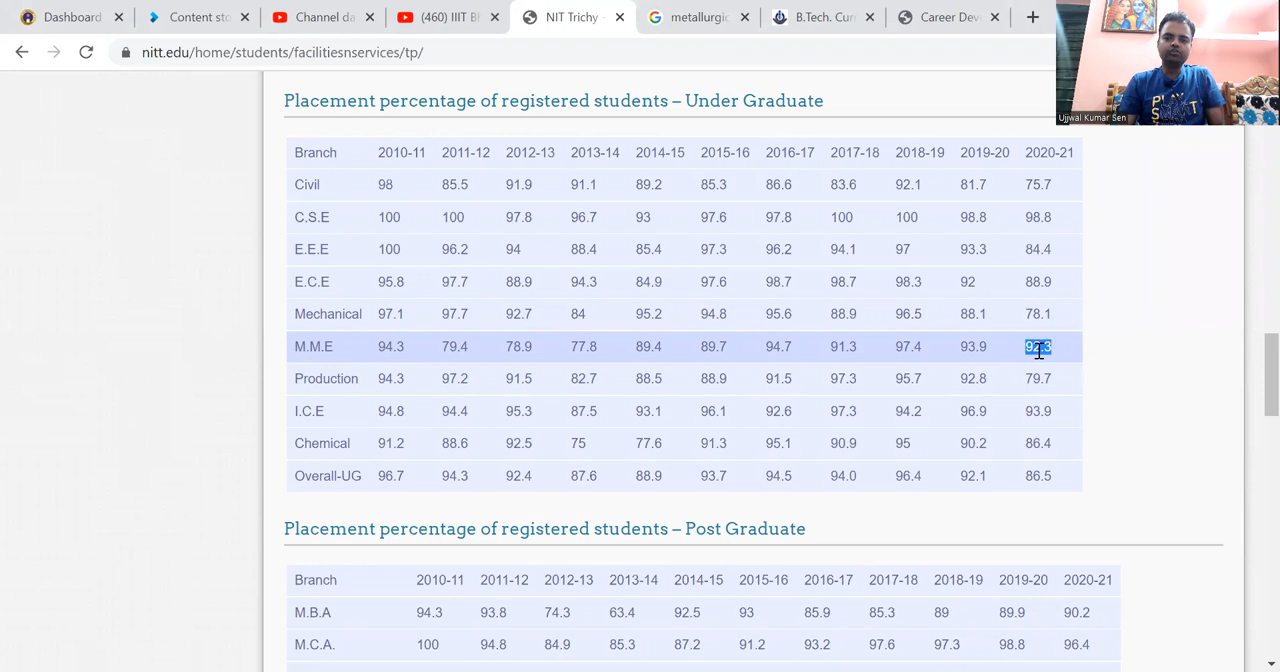 Dashboard
Content sto
Channel da
(460) IIIT Bh
NIT Trichy
metallurgic
B.Tech. Cur
Career Dev
nitt.edu/home/students/facilitiesnservices/tp/
Ujjwal Kumar Sen
Placement percentage of registered students – Under Graduate
Branch 2010-11 2011-12 2012-13 2013-14 2014-15 2015-16 2016-17 2017-18 2018-19 2019-20 2020-21
Civil 98 85.5 91.9 91.1 89.2 85.3 86.6 83.6 92.1 81.7 75.7
C.S.E 100 100 97.8 96.7 93 97.6 97.8 100 100 98.8 98.8
E.E.E 100 96.2 94 88.4 85.4 97.3 96.2 94.1 97 93.3 84.4
E.C.E 95.8 97.7 88.9 94.3 84.9 97.6 98.7 98.7 98.3 92 88.9
Mechanical 97.1 97.7 92.7 84 95.2 94.8 95.6 88.9 96.5 88.1 78.1
M.M.E 94.3 79.4 78.9 77.8 89.4 89.7 94.7 91.3 97.4 93.9 92.3
Production 94.3 97.2 91.5 82.7 88.5 88.9 91.5 97.3 95.7 92.8 79.7
I.C.E 94.8 94.4 95.3 87.5 93.1 96.1 92.6 97.3 94.2 96.9 93.9
Chemical 91.2 88.6 92.5 75 77.6 91.3 95.1 90.9 95 90.2 86.4
Overall-UG 96.7 94.3 92.4 87.6 88.9 93.7 94.5 94.0 96.4 92.1 86.5
Placement percentage of registered students – Post Graduate
Branch 2010-11 2011-12 2012-13 2013-14 2014-15 2015-16 2016-17 2017-18 2018-19 2019-20 2020-21
M.B.A 94.3 93.8 74.3 63.4 92.5 93 85.9 85.3 89 89.9 90.2
M.C.A. 100 94.8 84.9 85.3 87.2 91.2 93.2 97.6 97.3 98.8 96.4